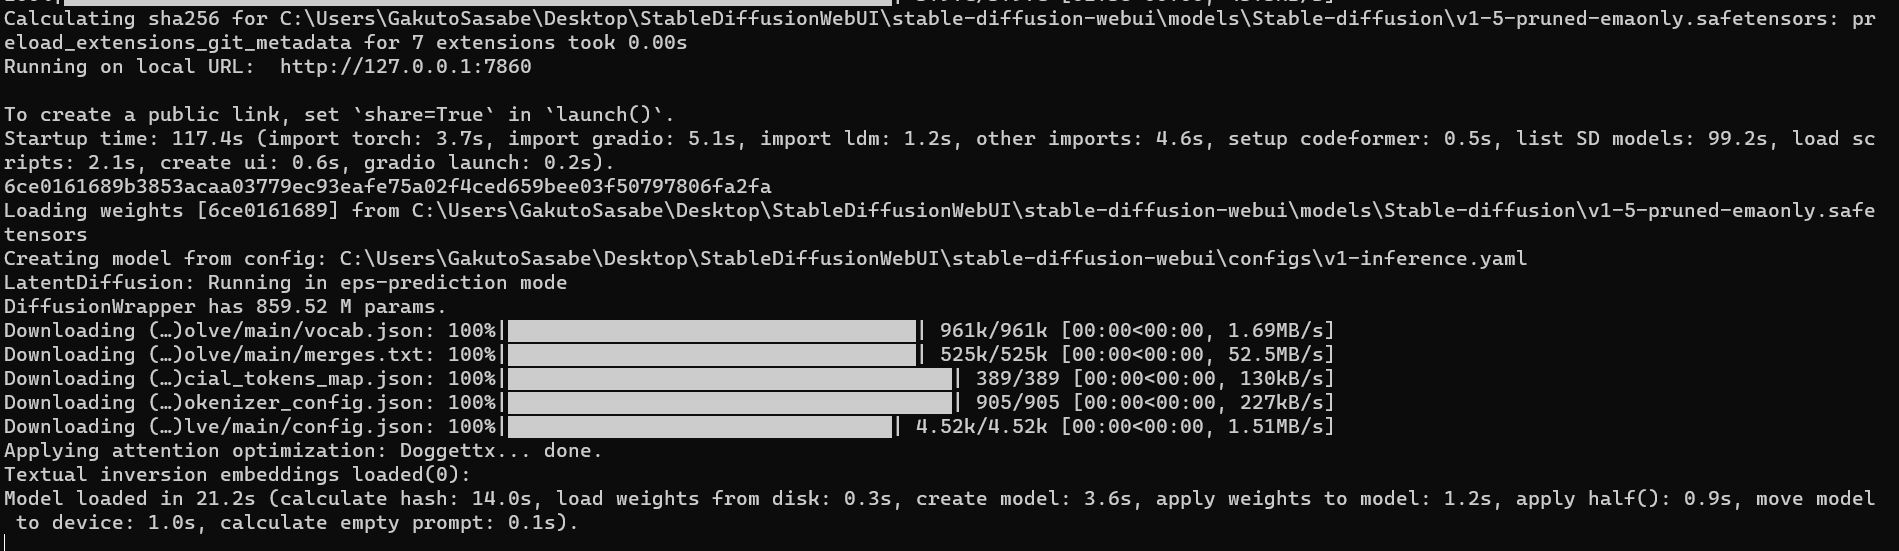 Calculating sha256 for C:\Users\GakutoSasabe\Desktop\StableDiffusionWebUI\stable-diffusion-webui\models\Stable-diffusion\v1-5-pruned-emaonly.safetensors: pr
eload_extensions_git_metadata for 7 extensions took 0.00s
Running on local URL:  http://127.0.0.1:7860
To create a public link, set `share=True` in `launch()`.
Startup time: 117.4s (import torch: 3.7s, import gradio: 5.1s, import ldm: 1.2s, other imports: 4.6s, setup codeformer: 0.5s, list SD models: 99.2s, load sc
ripts: 2.1s, create ui: 0.6s, gradio launch: 0.2s).
6ce0161689b3853acaa03779ec93eafe75a02f4ced659bee03f50797806fa2fa
Loading weights [6ce0161689] from C:\Users\GakutoSasabe\Desktop\StableDiffusionWebUI\stable-diffusion-webui\models\Stable-diffusion\v1-5-pruned-emaonly.safe
tensors
Creating model from config: C:\Users\GakutoSasabe\Desktop\StableDiffusionWebUI\stable-diffusion-webui\configs\v1-inference.yaml
LatentDiffusion: Running in eps-prediction mode
DiffusionWrapper has 859.52 M params.
Downloading (…)olve/main/vocab.json: 100%| | 961k/961k [00:00<00:00, 1.69MB/s]
Downloading (…)olve/main/merges.txt: 100%| | 525k/525k [00:00<00:00, 52.5MB/s]
Downloading (…)cial_tokens_map.json: 100%| | 389/389 [00:00<00:00, 130kB/s]
Downloading (…)okenizer_config.json: 100%| | 905/905 [00:00<00:00, 227kB/s]
Downloading (…)lve/main/config.json: 100%| | 4.52k/4.52k [00:00<00:00, 1.51MB/s]
Applying attention optimization: Doggettx... done.
Textual inversion embeddings loaded(0):
Model loaded in 21.2s (calculate hash: 14.0s, load weights from disk: 0.3s, create model: 3.6s, apply weights to model: 1.2s, apply half(): 0.9s, move model
 to device: 1.0s, calculate empty prompt: 0.1s).